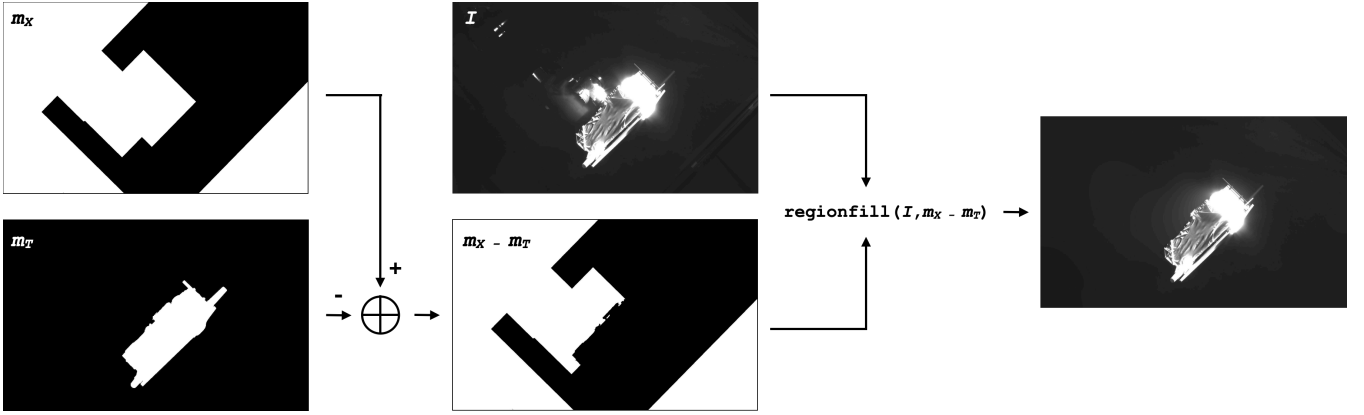 m_X
I
+
m_T
-
m_X - m_T
regionfill(I,m_X - m_T)